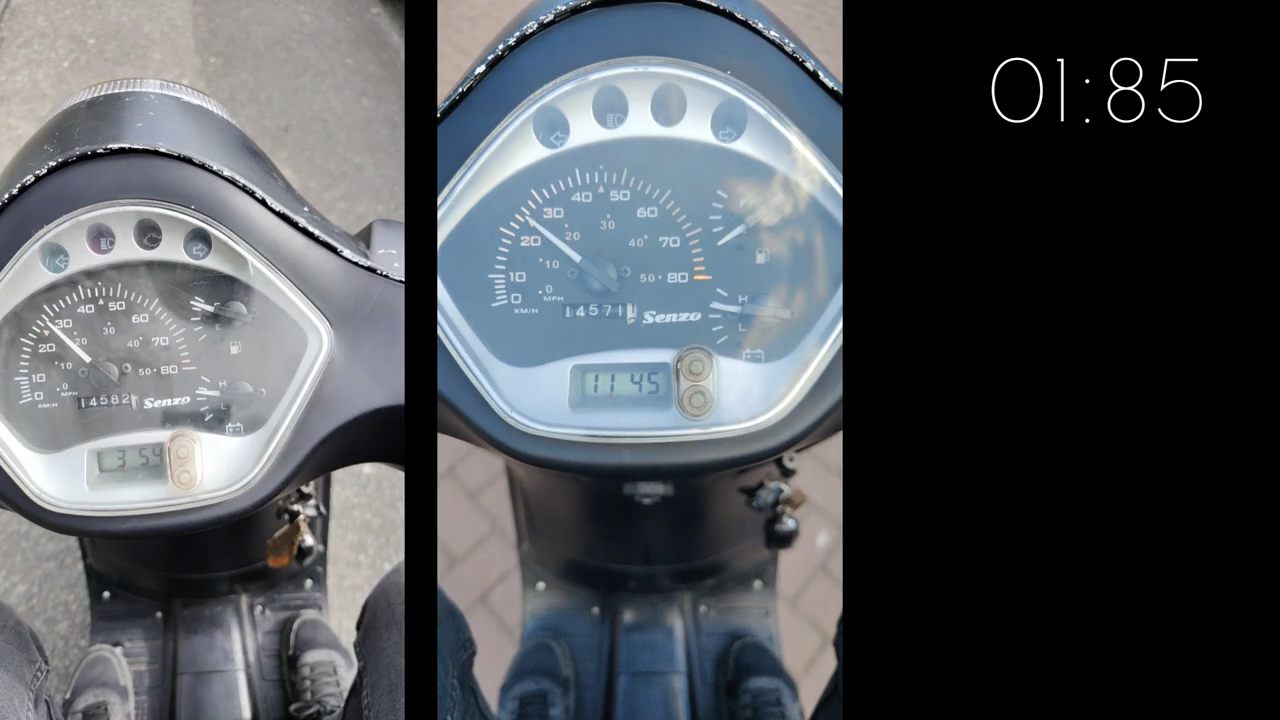 40 50
30 60
30
20 20 40 70
10 10 50 80
0 0
KM/H MPH
14582
Senzo
F
E
H
L
3:54
40 50
30 60
30
20 20 40 70
10 10 50 80
0 0
KM/H MPH
14571
Senzo
H
L
11 45
01:85